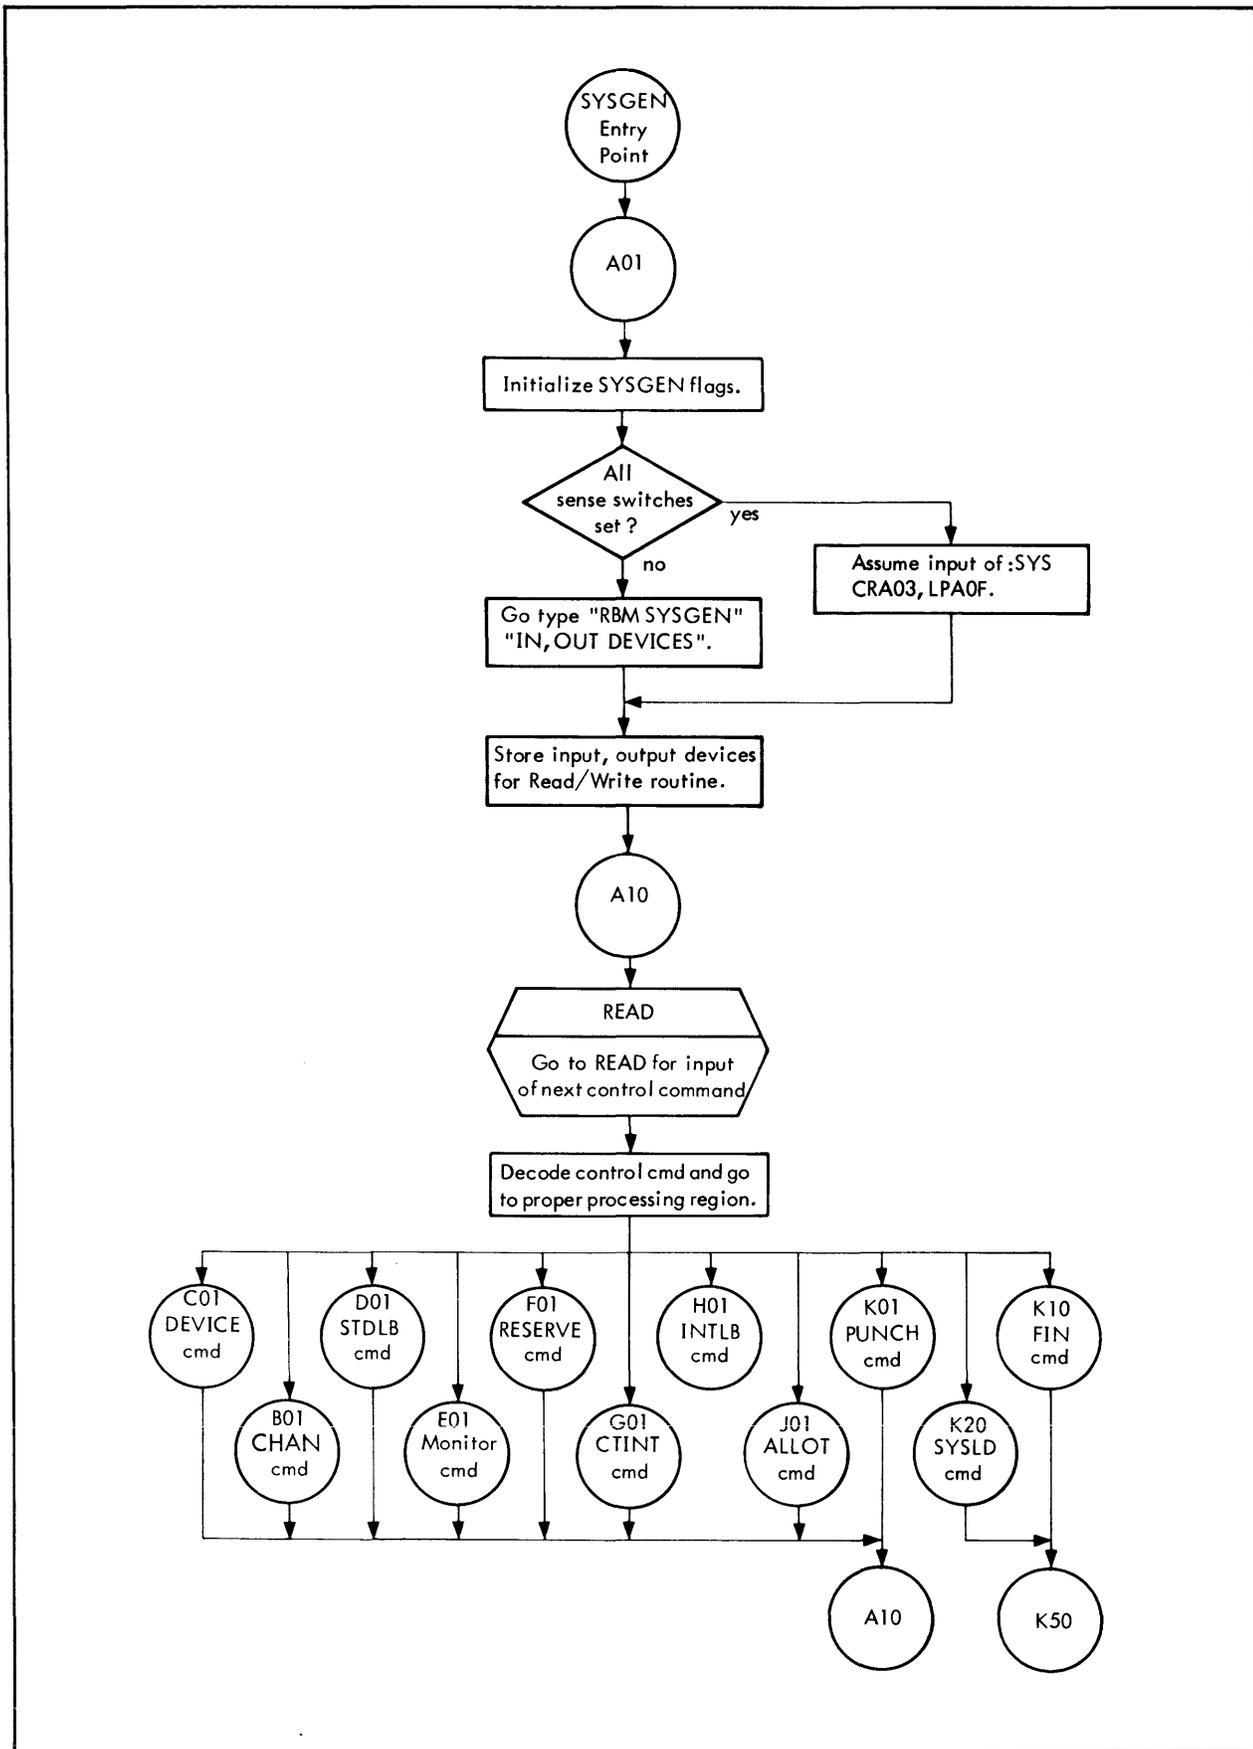 SYSGEN
Entry
Point
A01
Initialize SYSGEN flags.
All
sense switches
set?
yes
no
Assume input of :SYS
CRA03, LPA0F.
Go type "RBM SYSGEN"
"IN, OUT DEVICES".
Store input, output devices
for Read/Write routine.
A10
READ
Go to READ for input
of next control command
Decode control cmd and go
to proper processing region.
C01
DEVICE
cmd
D01
STDLB
cmd
F01
RESERVE
cmd
H01
INTLB
cmd
K01
PUNCH
cmd
K10
FIN
cmd
B01
CHAN
cmd
E01
Monitor
cmd
G01
CTINT
cmd
J01
ALLOT
cmd
K20
SYSLD
cmd
A10
K50